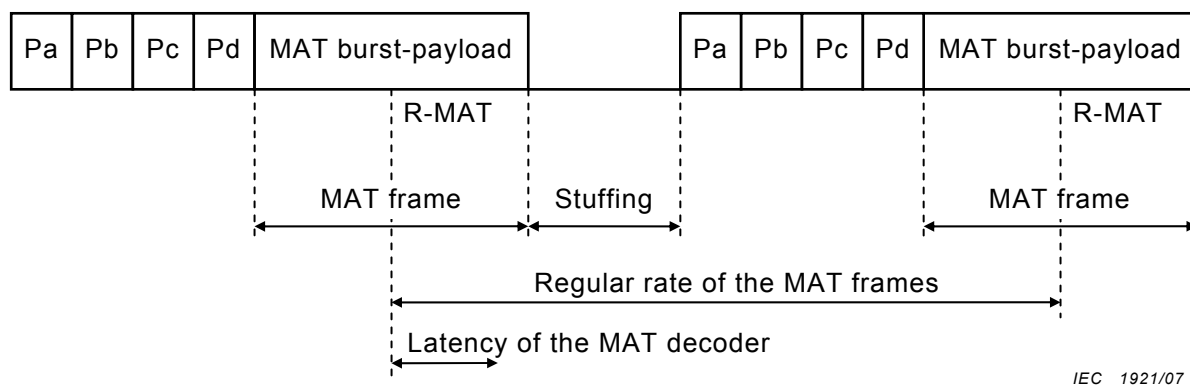 Pa Pb Pc Pd MAT burst-payload Pa Pb Pc Pd MAT burst-payload
R-MAT R-MAT
MAT frame Stuffing MAT frame
Regular rate of the MAT frames
Latency of the MAT decoder
IEC 1921/07